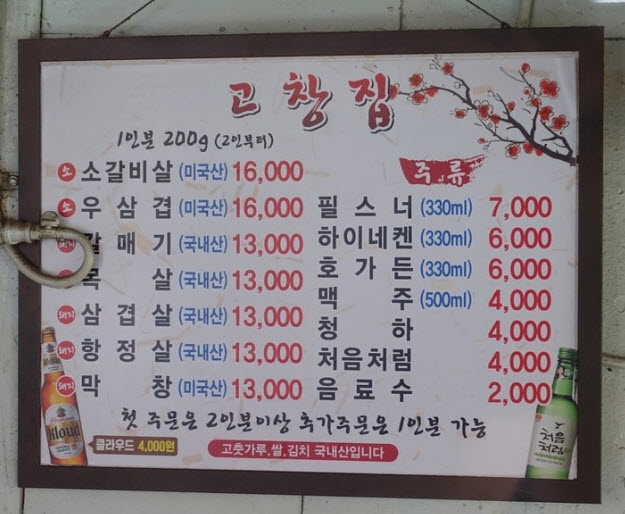 고창집
1인분 200g (2인부터)
소 소갈비살 (미국산) 16,000
소 우삼겹 (미국산) 16,000
갈매기 (국내산) 13,000
목살 (국내산) 13,000
돼지 삼겹살 (국내산) 13,000
돼지 항정살 (국내산) 13,000
돼지 막창 (미국산) 13,000
주류
필스너 (330ml) 7,000
하이네켄 (330ml) 6,000
호가든 (330ml) 6,000
맥주 (500ml) 4,000
청하 4,000
처음처럼 4,000
음료수 2,000
첫 주문은 2인분이상 추가주문은 1인분 가능
kloud
클라우드 4,000원
고춧가루,쌀,김치 국내산입니다
처음처럼